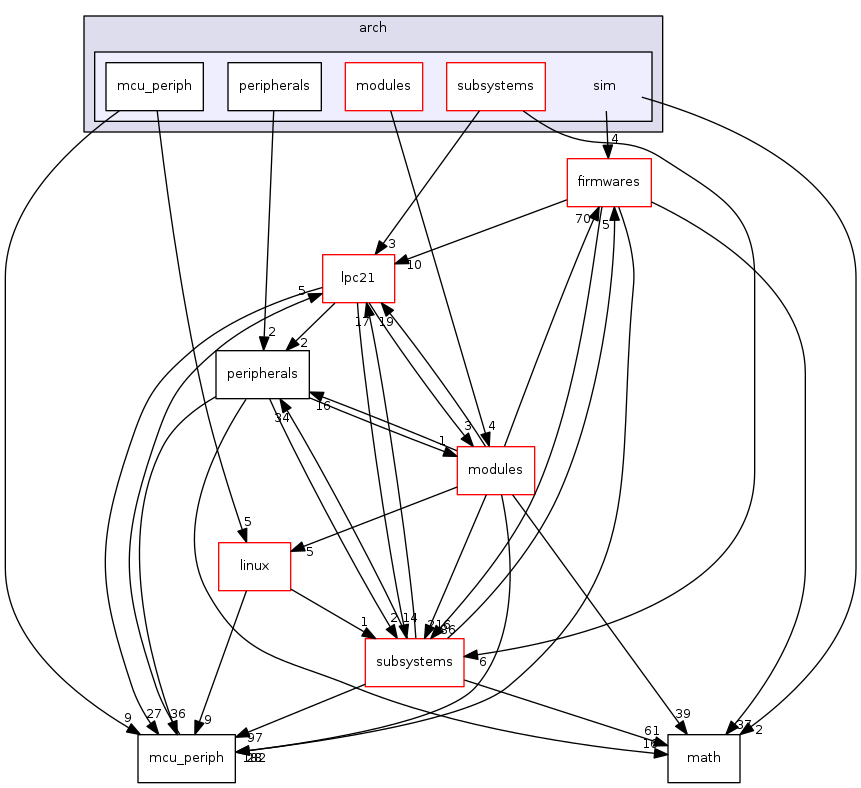 arch
mcu_periph
peripherals
modules
subsystems
sim
4
firmwares
70
5
3
10
lpc21
5
17
19
2
2
peripherals
16
34
3
4
1
modules
5
5
linux
1
2
14
86
subsystems
6
9
27
36
9
97
mcu_periph
61
16
39
37
2
math